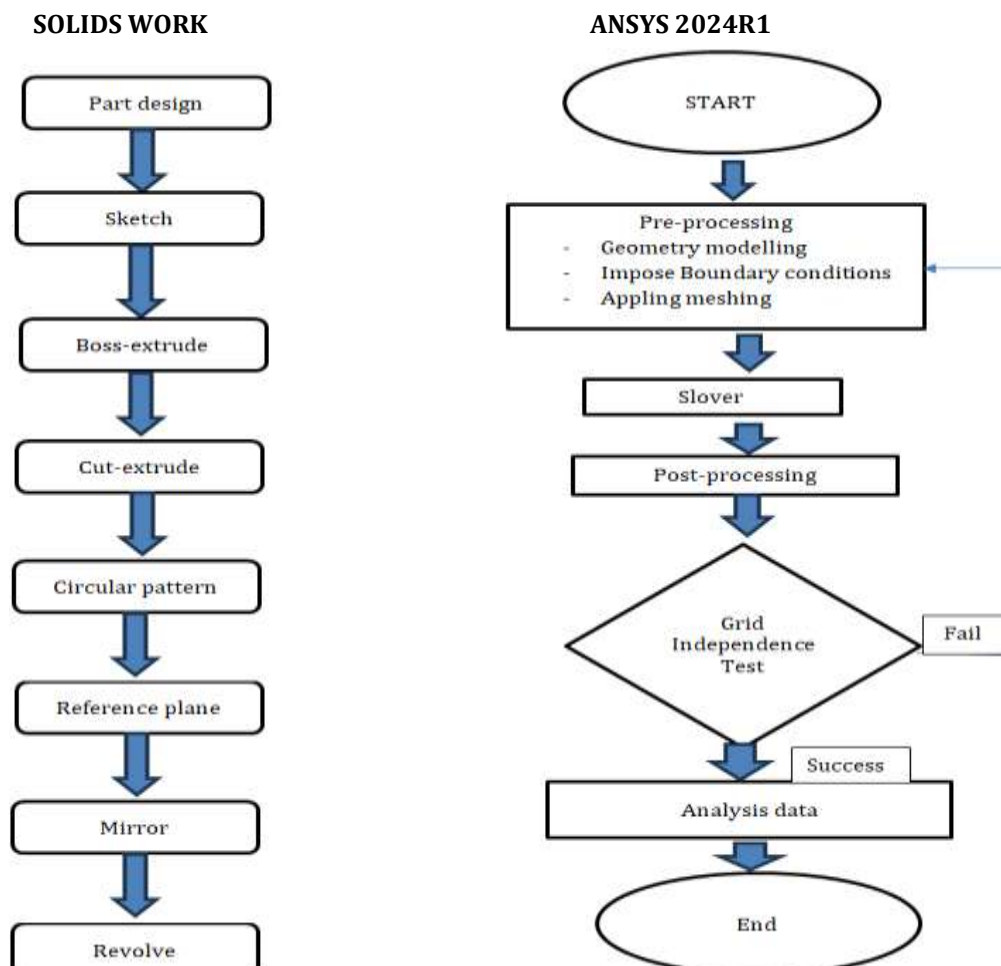 SOLIDS WORK
Part design
Sketch
Boss-extrude
Cut-extrude
Circular pattern
Reference plane
Mirror
Revolve
ANSYS 2024R1
START
Pre-processing
- Geometry modelling
- Impose Boundary conditions
- Appling meshing
Slover
Post-processing
Grid
Independence
Test
Fail
Success
Analysis data
End